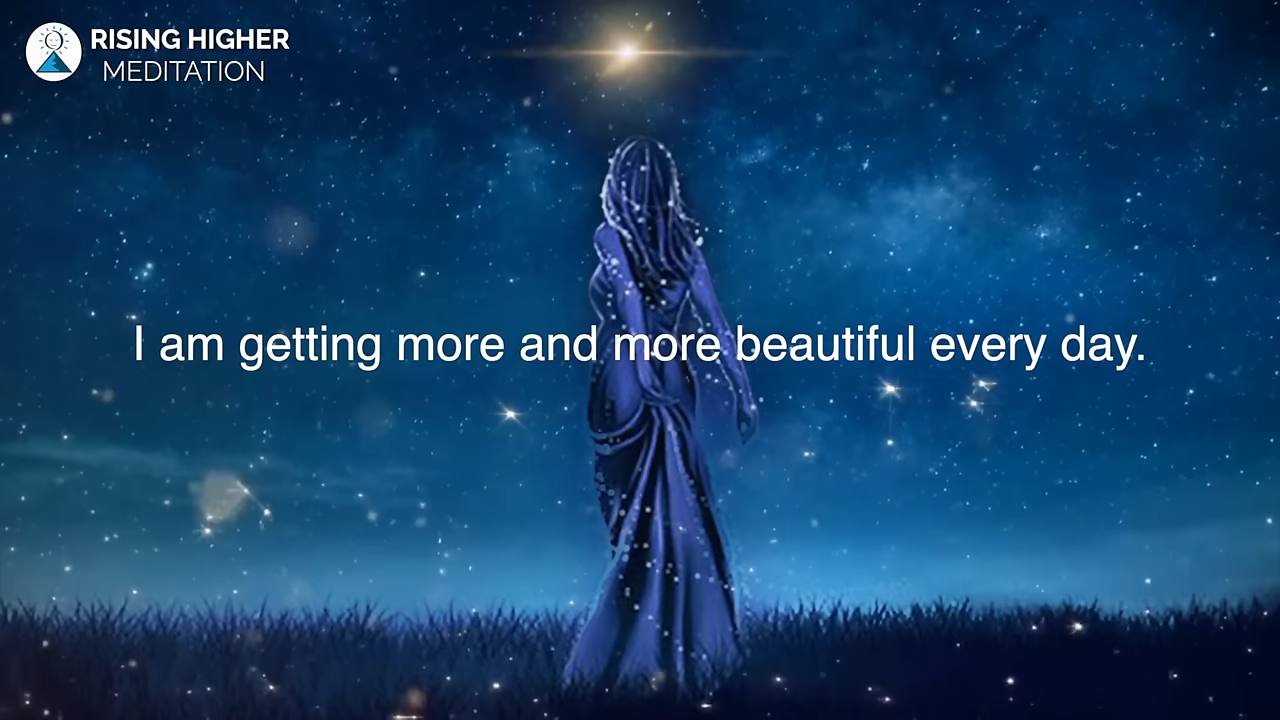 RISING HIGHER
MEDITATION
I am getting more and more beautiful every day.